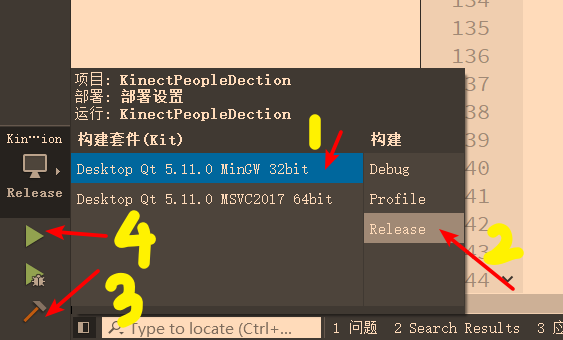 134
135
136
项目: KinectPeopleDection
部署: 部署设置
运行: KinectPeopleDection
37
38
39
构建套件(Kit)
构建
1
Kin···ion
Release
Desktop Qt 5.11.0 MinGW 32bit
Debug
40
Desktop Qt 5.11.0 MSVC2017 64bit
Profile
41
Release
42
4
2
43
3
44
Type to locate (Ctrl+...
1 问题 2 Search Results 3 应